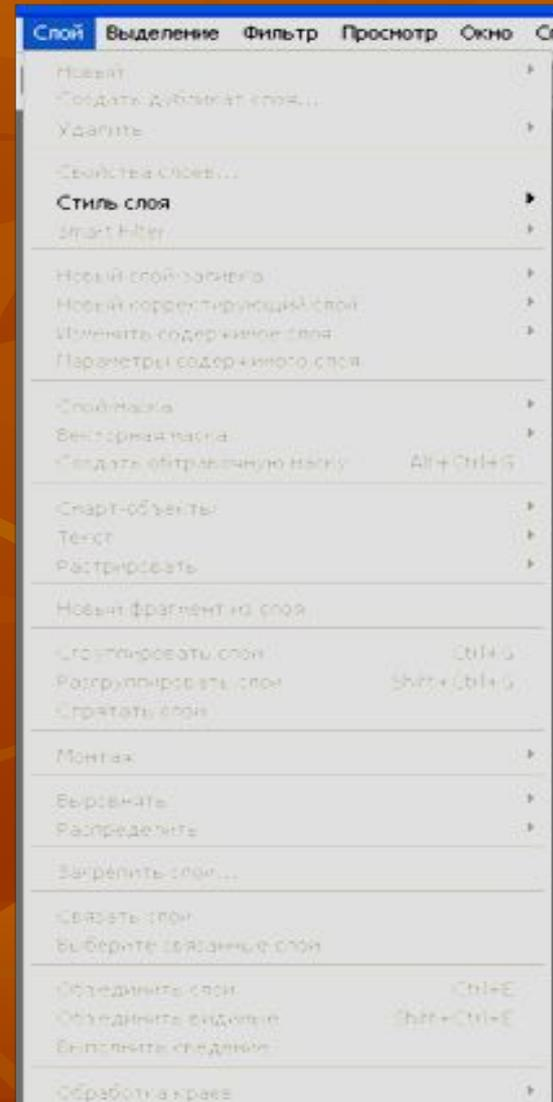 Слой Выделение Фильтр Просмотр Окно
Новый
Создать дубликат слоя...
Удалить
Свойства слоев...
Стиль слоя
Smart Filter
Новый слой-заливка
Новый корректирующий слой
Изменить содержимое слоя
Параметры содержимого слоя
Слой-маска
Векторная маска
Создать обтравочную маску Alt+Ctrl+G
Смарт-объекты
Текст
Растрировать
Новый фрагмент из слоя
Сгруппировать слои Ctrl+G
Разгруппировать слои Shift+Ctrl+G
Спрятать слои
Монтаж
Выровнять
Распределить
Закрепить слои...
Связать слои
Выберите связанные слои
Объединить слои Ctrl+E
Объединить видимые Shift+Ctrl+E
Выполнить сведение
Обработка краев